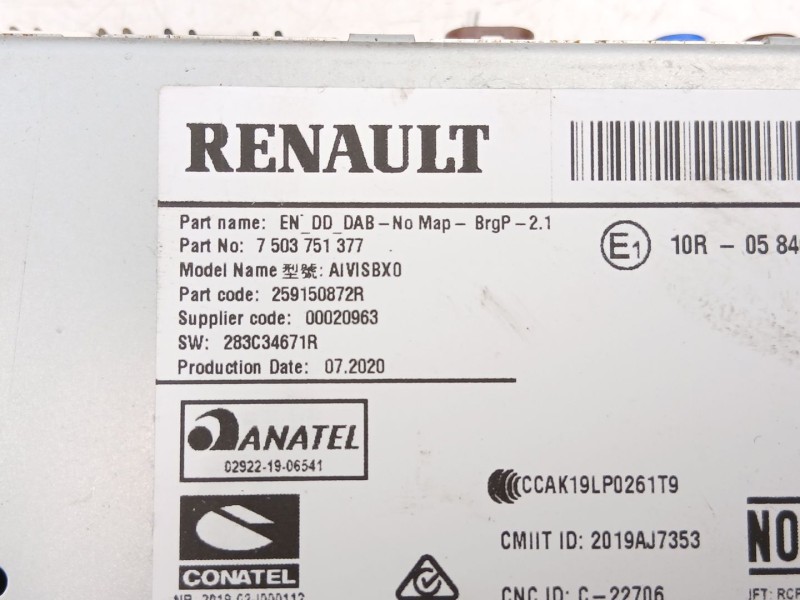 RENAULT
Part name: EN_DD_DAB-No Map- BrgP-2.1
Part No: 7 503 751 377
Model Name 型號: AIVISBX0
Part code: 259150872R
Supplier code: 00020963
SW: 283C34671R
Production Date: 07.2020
E1 10R - 05 84
ANATEL
02922-19-06541
CCAK19LP0261T9
CMIIT ID: 2019AJ7353
NO
CONATEL
CNC ID: C-22706
IFT: